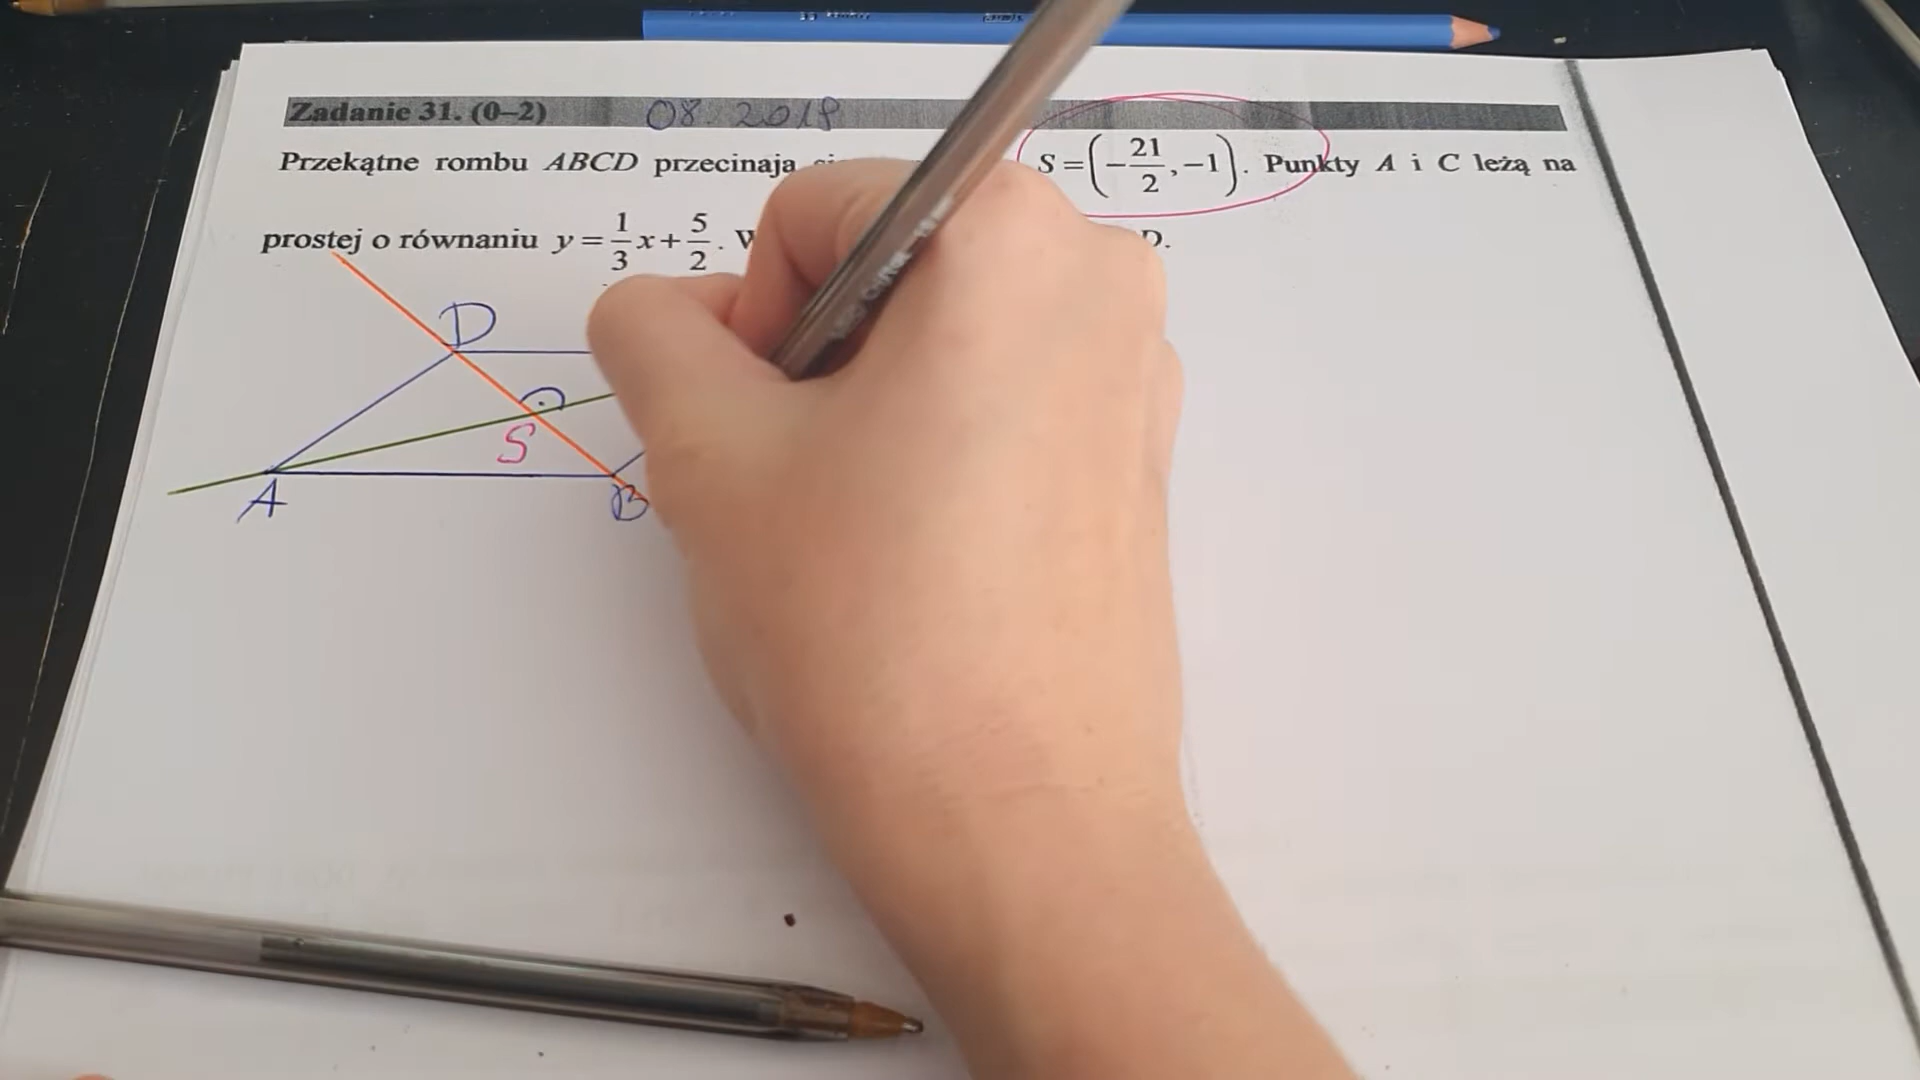 Zadanie 31. (0–2) 08.2018
Przekątne rombu ABCD przecinają S = (-21/2, -1). Punkty A i C leżą na
prostej o równaniu y = 1/3 x + 5/2. D.
D
S
A B